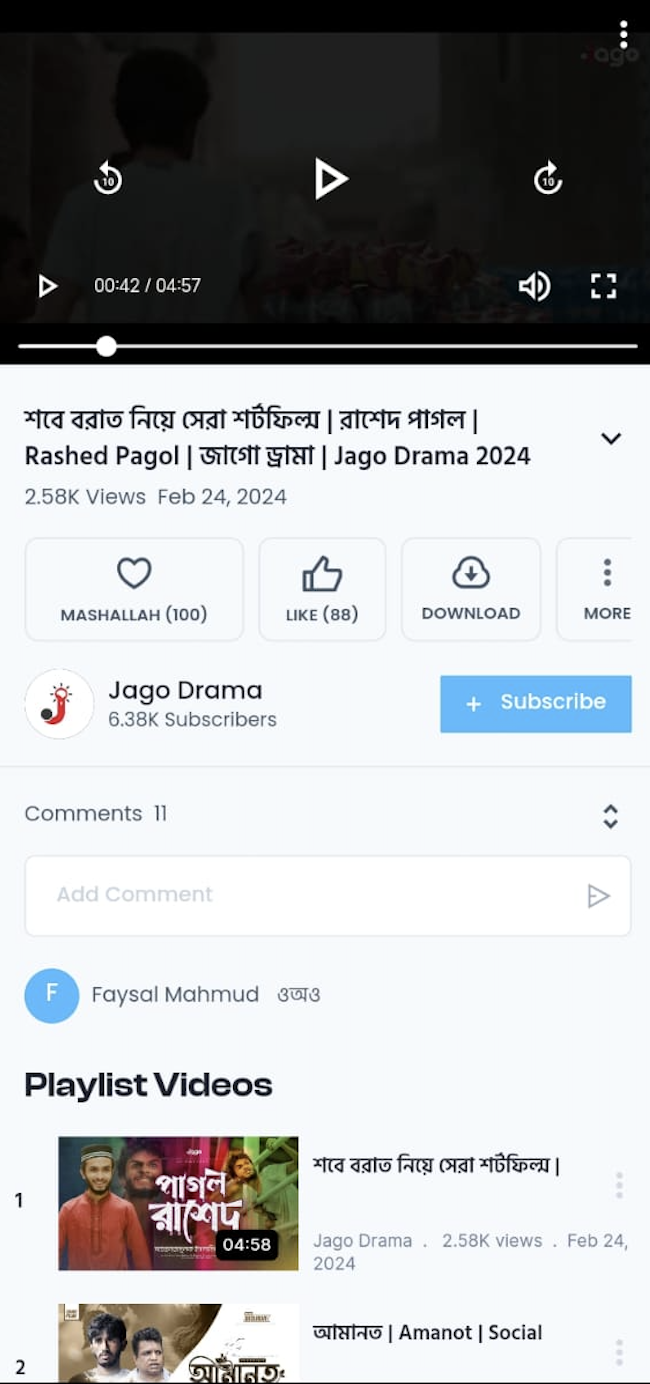 Jago
10
10
00:42 / 04:57
শবে বরাত নিয়ে সেরা শর্টফিল্ম | রাশেদ পাগল |
Rashed Pagol | জাগো ড্রামা | Jago Drama 2024
2.58K Views Feb 24, 2024
MASHALLAH (100)
LIKE (88)
DOWNLOAD
MORE
Jago Drama
6.38K Subscribers
+ Subscribe
Comments 11
Add Comment
F
Faysal Mahmud ওঅও
Playlist Videos
1
পাগল
রাশেদ
04:58
শবে বরাত নিয়ে সেরা শর্টফিল্ম |
Jago Drama . 2.58K views . Feb 24,
2024
2
আমানত
আমানত | Amanot | Social